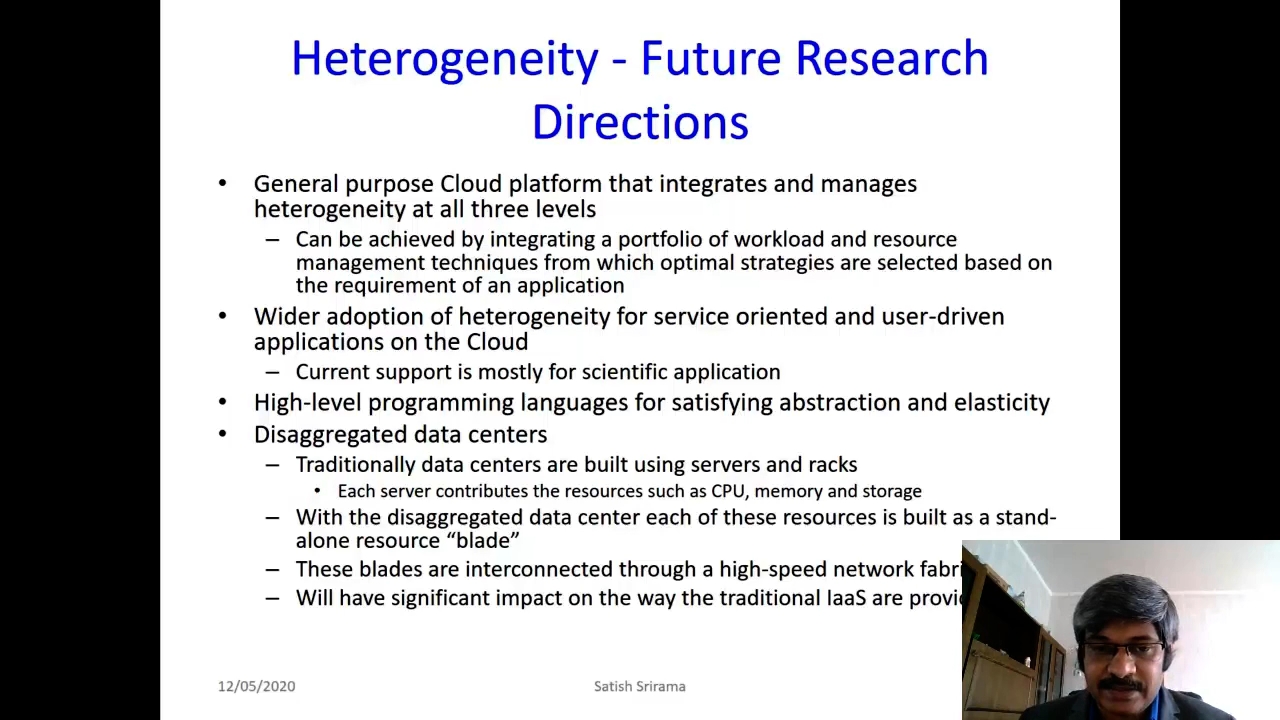 Heterogeneity - Future Research
Directions
• General purpose Cloud platform that integrates and manages
heterogeneity at all three levels
– Can be achieved by integrating a portfolio of workload and resource
management techniques from which optimal strategies are selected based on
the requirement of an application
• Wider adoption of heterogeneity for service oriented and user-driven
applications on the Cloud
– Current support is mostly for scientific application
• High-level programming languages for satisfying abstraction and elasticity
• Disaggregated data centers
– Traditionally data centers are built using servers and racks
• Each server contributes the resources such as CPU, memory and storage
– With the disaggregated data center each of these resources is built as a stand-
alone resource “blade”
– These blades are interconnected through a high-speed network
– Will have significant impact on the way the traditional IaaS are
12/05/2020
Satish Srirama